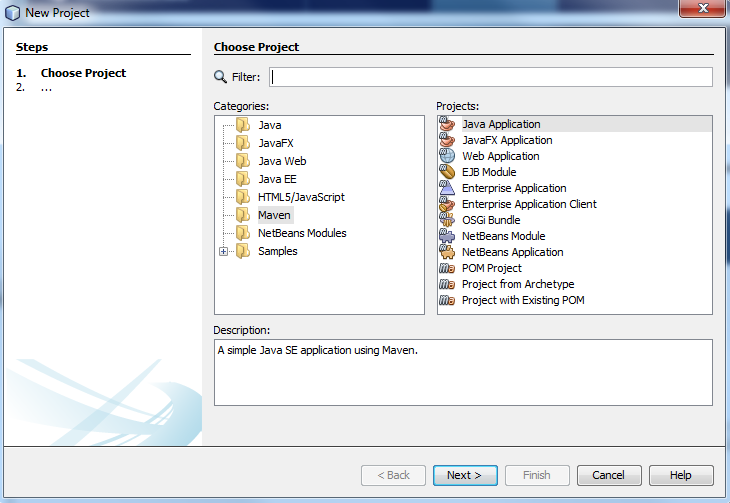 New Project
Steps
1. Choose Project
2. ...
Choose Project
Filter:
Categories:
Java
JavaFX
Java Web
Java EE
HTML5/JavaScript
Maven
NetBeans Modules
Samples
Projects:
Java Application
JavaFX Application
Web Application
EJB Module
Enterprise Application
Enterprise Application Client
OSGi Bundle
NetBeans Module
NetBeans Application
POM Project
Project from Archetype
Project with Existing POM
Description:
A simple Java SE application using Maven.
< Back
Next >
Finish
Cancel
Help